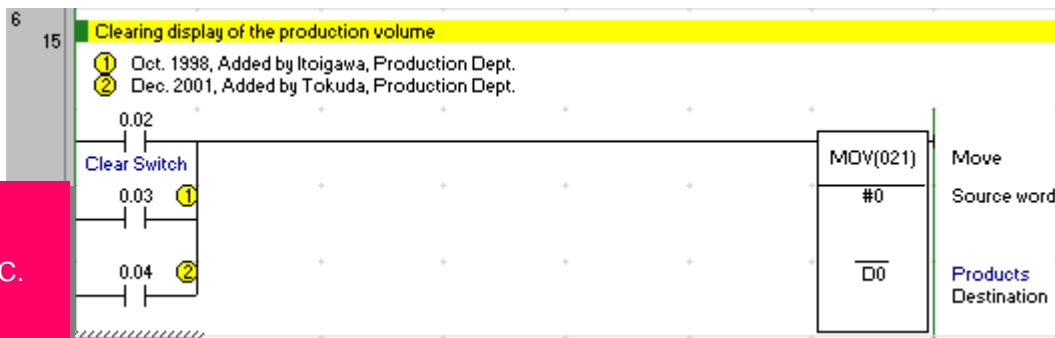 6
15
Clearing display of the production volume
1 Oct. 1998, Added by Itoigawa, Production Dept.
2 Dec. 2001, Added by Tokuda, Production Dept.
0.02
Clear Switch
MOV(021) Move
0.03 1
#0 Source word
C.
0.04 2
D0 Products
Destination